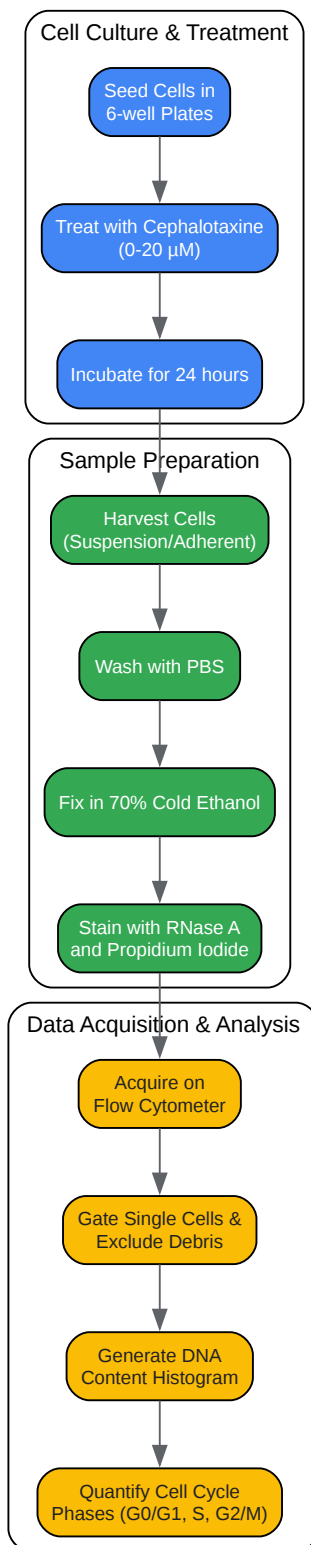 Cell Culture & Treatment
Seed Cells in
6-well Plates
Treat with Cephalotaxine
(0-20 µM)
Incubate for 24 hours
Sample Preparation
Harvest Cells
(Suspension/Adherent)
Wash with PBS
Fix in 70% Cold Ethanol
Stain with RNase A
and Propidium Iodide
Data Acquisition & Analysis
Acquire on
Flow Cytometer
Gate Single Cells &
Exclude Debris
Generate DNA
Content Histogram
Quantify Cell Cycle
Phases (G0/G1, S, G2/M)